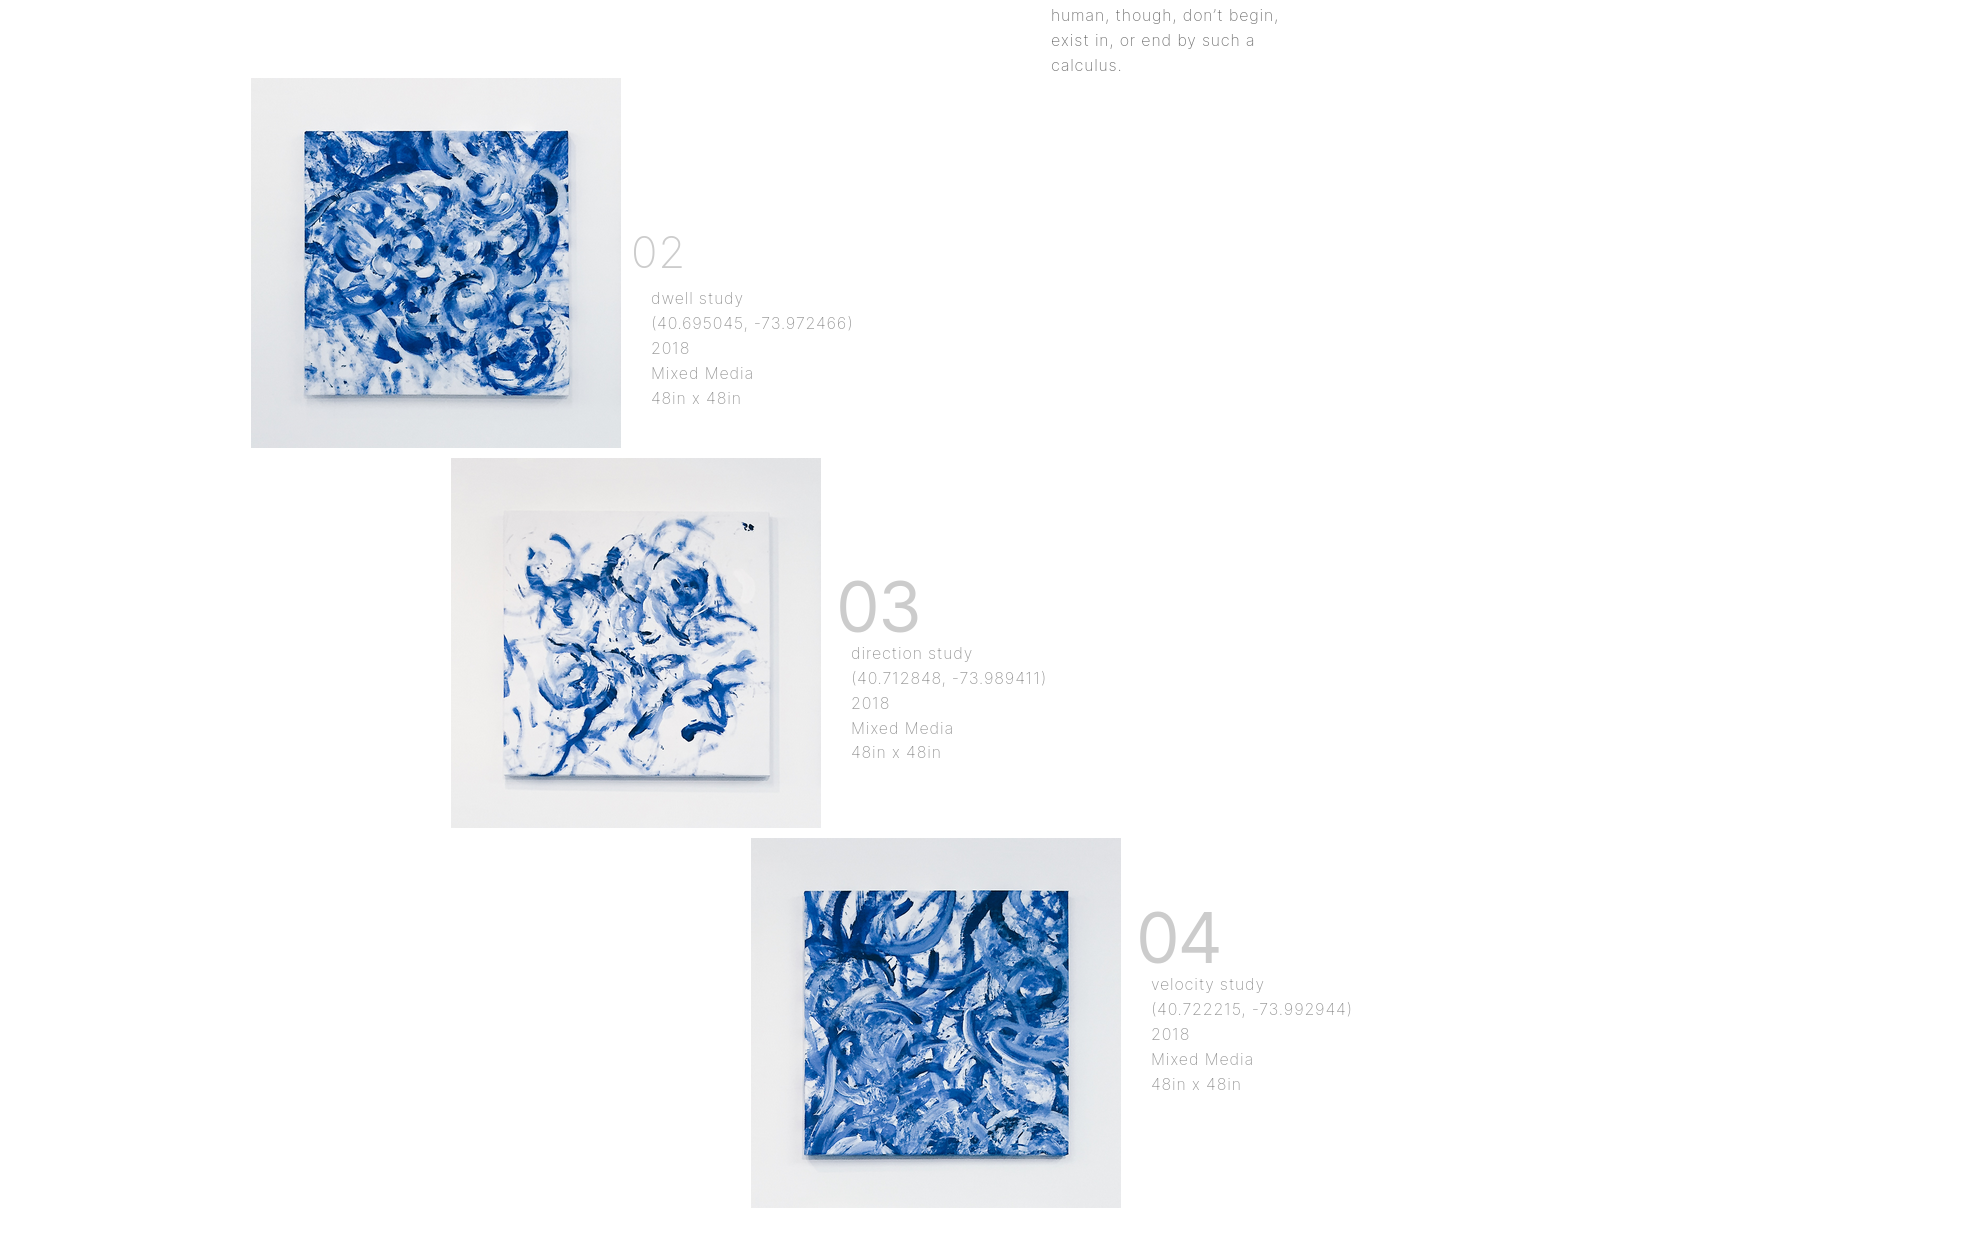 human, though, don’t begin,
exist in, or end by such a
calculus.
02
dwell study
(40.695045, -73.972466)
2018
Mixed Media
48in x 48in
03
direction study
(40.712848, -73.989411)
2018
Mixed Media
48in x 48in
04
velocity study
(40.722215, -73.992944)
2018
Mixed Media
48in x 48in